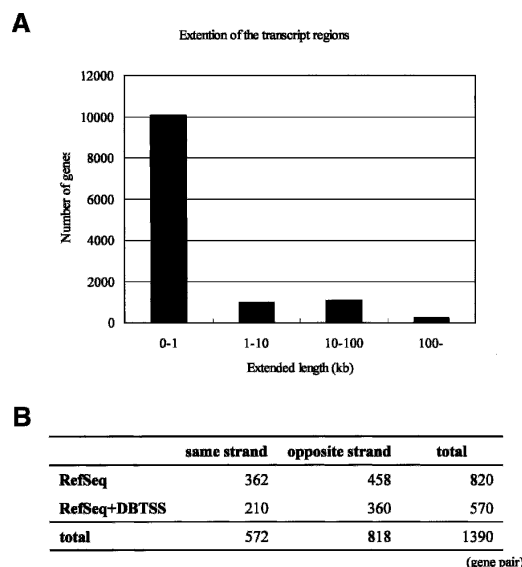 A
Extention of the transcript regions
Number of genes
12000
10000
8000
6000
4000
2000
0
0-1 1-10 10-100 100-
Extended length (kb)
B
same strand opposite strand total
RefSeq 362 458 820
RefSeq+DBTSS 210 360 570
total 572 818 1390
(gene pair)